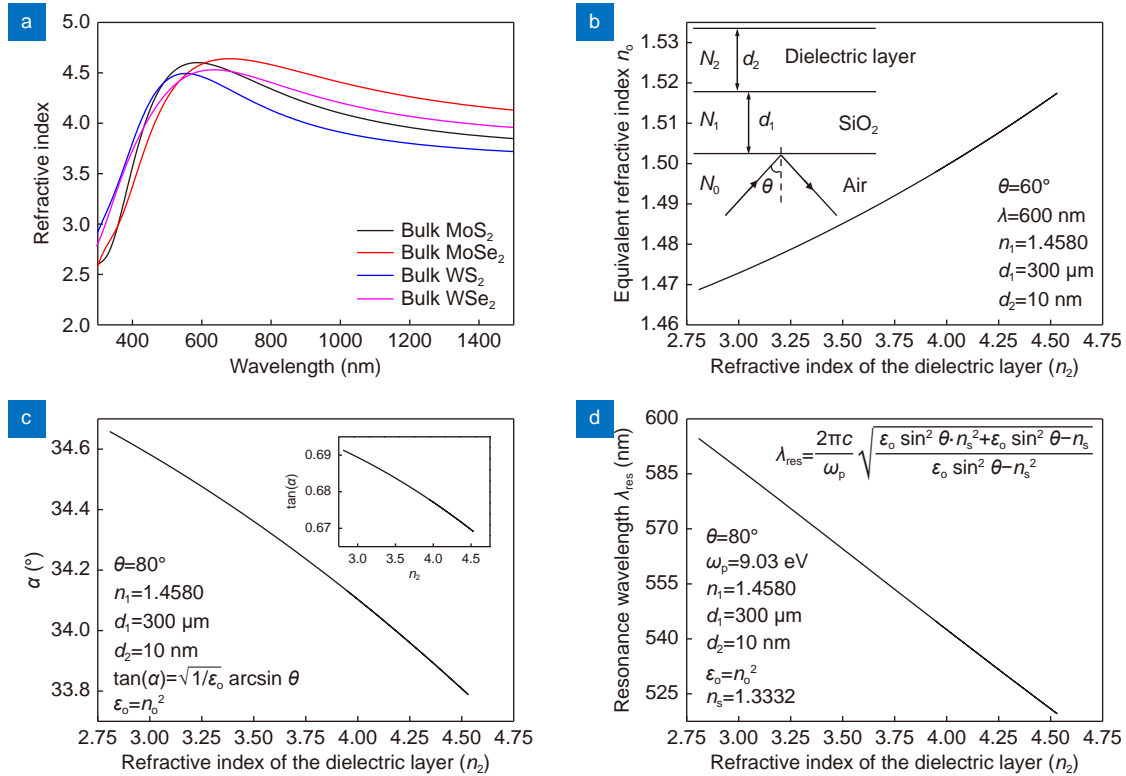 a
5.0
4.5
4.0
3.5
3.0
2.5
2.0
Refractive index
400 600 800 1000 1200 1400
Wavelength (nm)
Bulk MoS₂
Bulk MoSe₂
Bulk WS₂
Bulk WSe₂
b
1.53
1.52
1.51
1.50
1.49
1.48
1.47
1.46
Equivalent refractive index nₒ
N₂ d₂ Dielectric layer
N₁ d₁ SiO₂
N₀ θ Air
θ=60°
λ=600 nm
n₁=1.4580
d₁=300 μm
d₂=10 nm
2.75 3.00 3.25 3.50 3.75 4.00 4.25 4.50 4.75
Refractive index of the dielectric layer (n₂)
c
34.6
34.4
34.2
34.0
33.8
α (°)
0.69
0.68
0.67
tan(α)
3.0 3.5 4.0 4.5
n₂
θ=80°
n₁=1.4580
d₁=300 μm
d₂=10 nm
tan(α)=√1/εₒ arcsin θ
εₒ=nₒ²
2.75 3.00 3.25 3.50 3.75 4.00 4.25 4.50 4.75
Refractive index of the dielectric layer (n₂)
d
600
585
570
555
540
525
Resonance wavelength λres (nm)
λres=2πc/ωp √(εₒ sin² θ·nₛ²+εₒ sin² θ−nₛ)/(εₒ sin² θ−nₛ²)
θ=80°
ωp=9.03 eV
n₁=1.4580
d₁=300 μm
d₂=10 nm
εₒ=nₒ²
nₛ=1.3332
2.75 3.00 3.25 3.50 3.75 4.00 4.25 4.50 4.75
Refractive index of the dielectric layer (n₂)